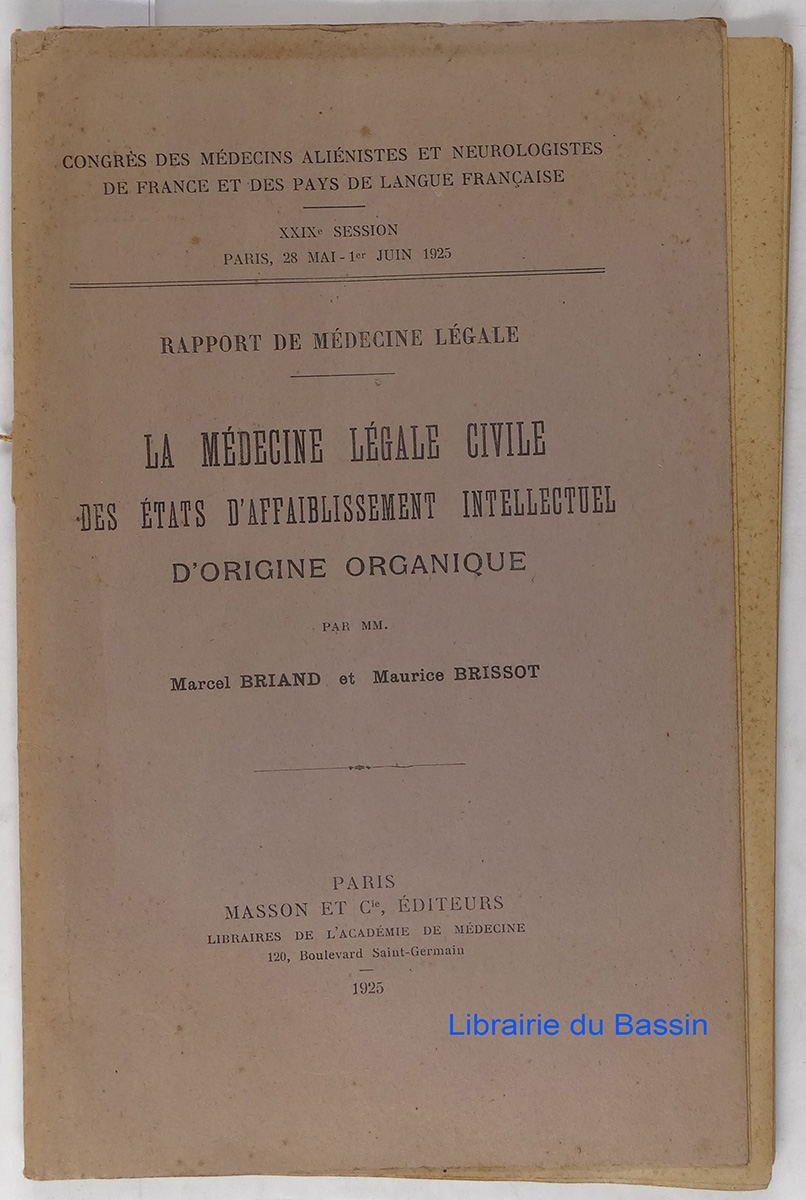 CONGRÈS DES MÉDECINS ALIÉNISTES ET NEUROLOGISTES
DE FRANCE ET DES PAYS DE LANGUE FRANÇAISE
XXIXe SESSION
PARIS, 28 MAI - 1er JUIN 1925
RAPPORT DE MÉDECINE LÉGALE
LA MÉDECINE LÉGALE CIVILE
DES ÉTATS D'AFFAIBLISSEMENT INTELLECTUEL
D'ORIGINE ORGANIQUE
PAR MM.
Marcel BRIAND et Maurice BRISSOT
PARIS
MASSON ET Cie, ÉDITEURS
LIBRAIRES DE L'ACADÉMIE DE MÉDECINE
120, Boulevard Saint-Germain
1925
Librairie du Bassin